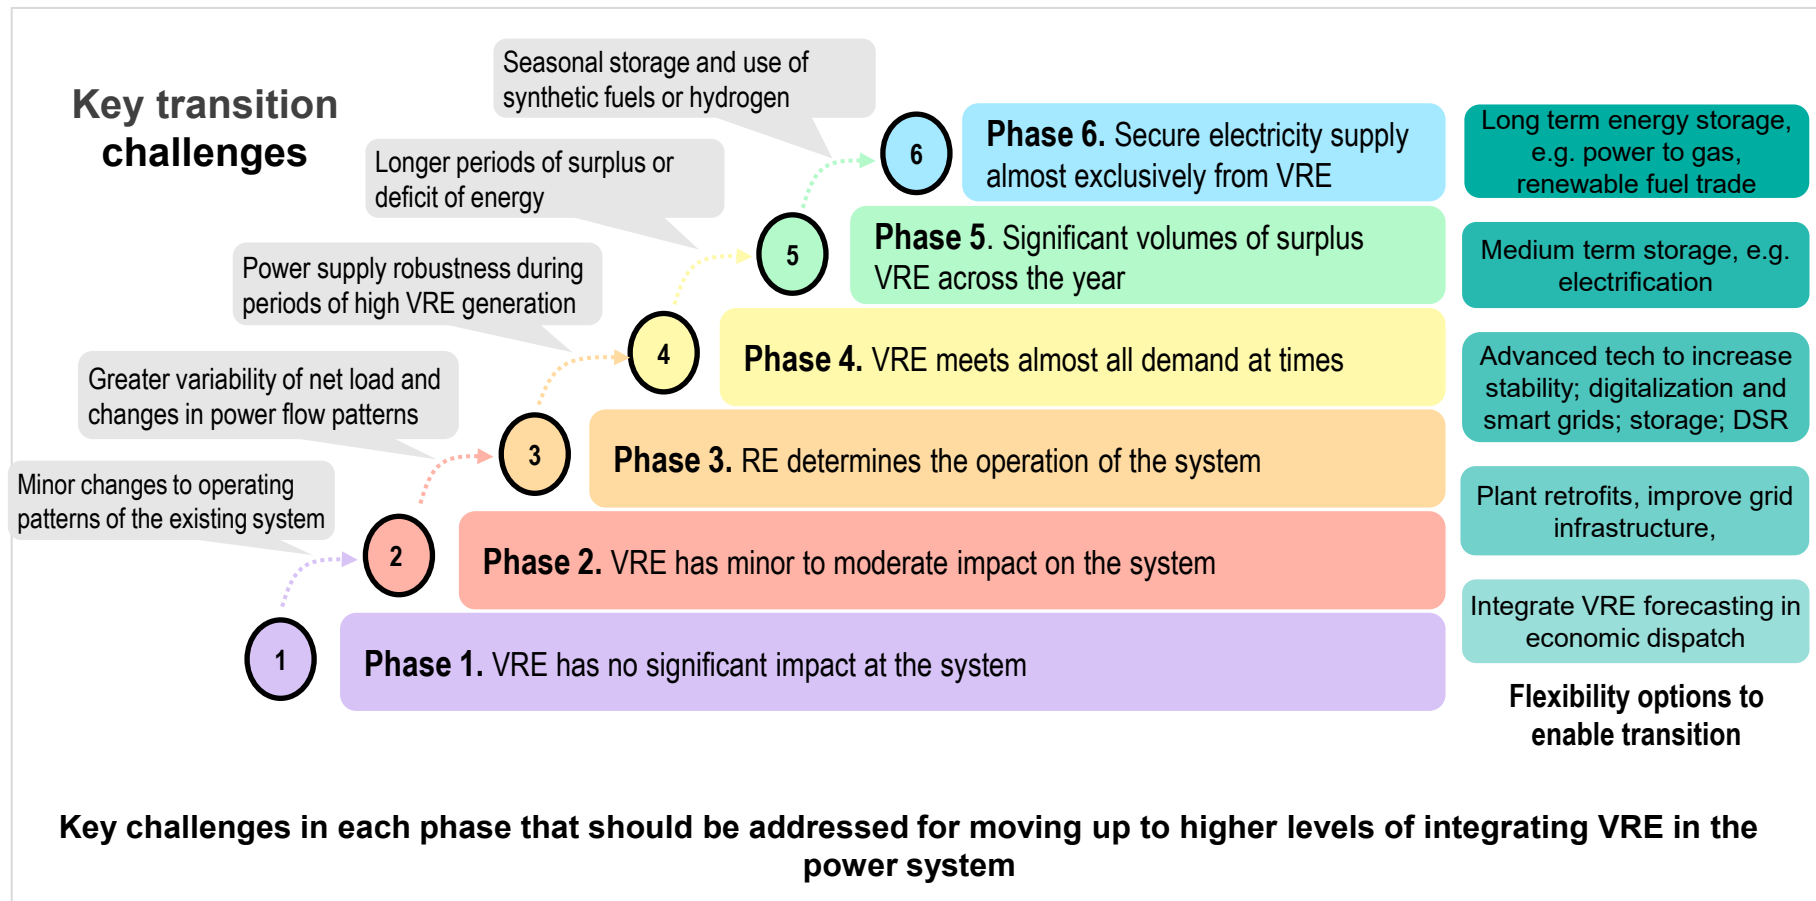 Key transition
challenges
Seasonal storage and use of
synthetic fuels or hydrogen
Longer periods of surplus or
deficit of energy
Power supply robustness during
periods of high VRE generation
Greater variability of net load and
changes in power flow patterns
Minor changes to operating
patterns of the existing system
6
Phase 6. Secure electricity supply
almost exclusively from VRE
5
Phase 5. Significant volumes of surplus
VRE across the year
4
Phase 4. VRE meets almost all demand at times
3
Phase 3. RE determines the operation of the system
2
Phase 2. VRE has minor to moderate impact on the system
1
Phase 1. VRE has no significant impact at the system
Long term energy storage,
e.g. power to gas,
renewable fuel trade
Medium term storage, e.g.
electrification
Advanced tech to increase
stability; digitalization and
smart grids; storage; DSR
Plant retrofits, improve grid
infrastructure,
Integrate VRE forecasting in
economic dispatch
Flexibility options to
enable transition
Key challenges in each phase that should be addressed for moving up to higher levels of integrating VRE in the
power system